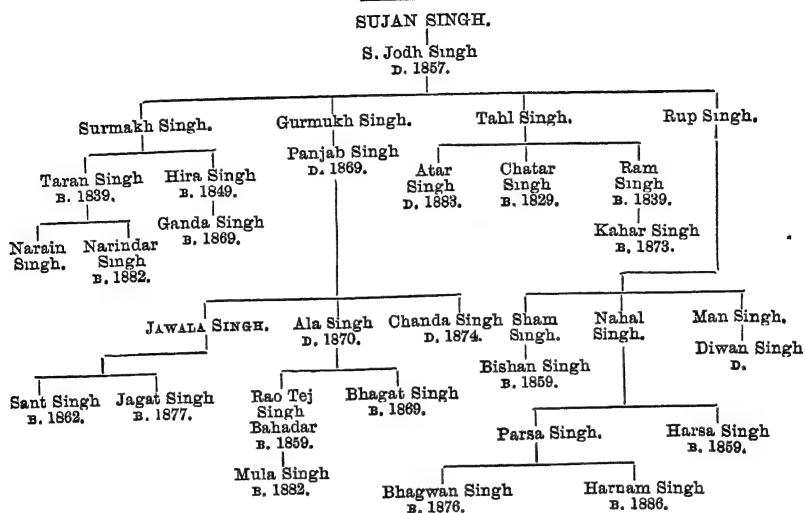 SUJAN SINGH.
S. Jodh Singh
D. 1857.
Surmakh Singh. Gurmukh Singh. Tahl Singh. Rup Singh.
Panjab Singh
D. 1869.
Taran Singh
B. 1839.
Hira Singh
B. 1849.
Atar
Singh
D. 1883.
Chatar
Singh
B. 1829.
Ram
Singh
B. 1839.
Narain
Singh.
Narindar
Singh
B. 1882.
Ganda Singh
B. 1869.
Kahar Singh
B. 1873.
JAWALA SINGH.
Ala Singh
D. 1870.
Chanda Singh
D. 1874.
Sham
Singh.
Nahal
Singh.
Man Singh.
Diwan Singh
D.
Bishan Singh
B. 1859.
Sant Singh
B. 1862.
Jagat Singh
B. 1877.
Rao Tej
Singh
Bahadar
B. 1859.
Bhagat Singh
B. 1869.
Parsa Singh.
Harsa Singh
B. 1859.
Mula Singh
B. 1882.
Bhagwan Singh
B. 1876.
Harnam Singh
B. 1886.